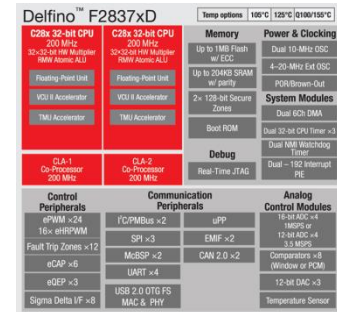 Delfino™ F2837xD
Temp options 105°C 125°C Q100/155°C
C28x 32-bit CPU
200 MHz
32×32-bit HW Multiplier
RMW Atomic ALU
Floating-Point Unit
VCU II Accelerator
TMU Accelerator
C28x 32-bit CPU
200 MHz
32×32-bit HW Multiplier
RMW Atomic ALU
Floating-Point Unit
VCU II Accelerator
TMU Accelerator
CLA-1
Co-Processor
200 MHz
CLA-2
Co-Processor
200 MHz
Memory
Up to 1MB Flash
w/ ECC
Up to 204KB SRAM
w/ parity
2× 128-bit Secure
Zones
Boot ROM
Debug
Real-Time JTAG
Power & Clocking
Dual 10-MHz OSC
4–20-MHz Ext OSC
POR/Brown-Out
System Modules
Dual 6Ch DMA
Dual 32-bit CPU Timer ×3
Dual NMI Watchdog
Timer
Dual – 192 Interrupt
PIE
Control
Peripherals
ePWM ×24
16× eHRPWM
Fault Trip Zones ×12
eCAP ×6
eQEP ×3
Sigma Delta I/F ×8
Communication
Peripherals
I²C/PMBus ×2
SPI ×3
McBSP ×2
UART ×4
USB 2.0 OTG FS
MAC & PHY
uPP
EMIF ×2
CAN 2.0 ×2
Analog
Control Modules
16-bit ADC ×4
1MSPS or
12-bit ADC ×4
3.5 MSPS
Comparators ×8
(Window or PCM)
12-bit DAC ×3
Temperature Sensor